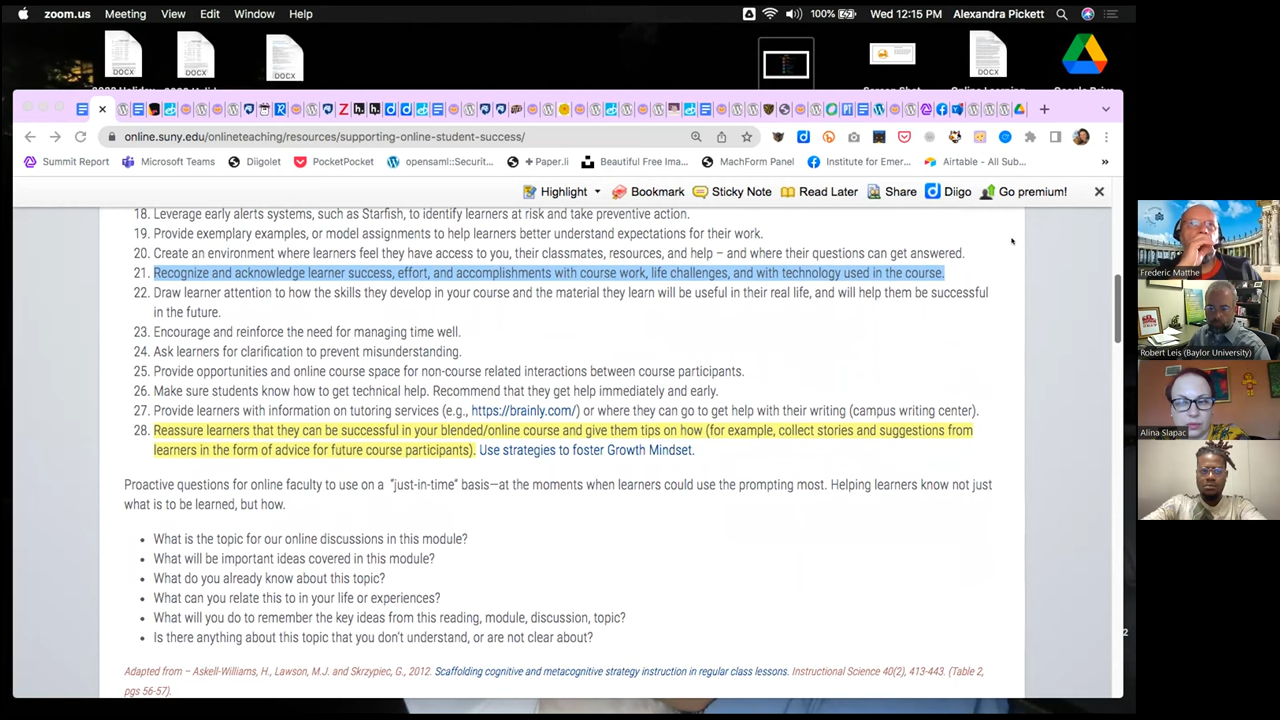 zoom.us Meeting View Edit Window Help 100% Wed 12:15 PM Alexandra Pickett
DOCX DOCX DOCX
online.suny.edu/onlineteaching/resources/supporting-online-student-success/
Summit Report Microsoft Teams Diigolet PocketPocket opensaml::Securit... + Paper.li Beautiful Free Ima... MachForm Panel Institute for Emer... Airtable - All Sub...
Highlight Bookmark Sticky Note Read Later Share Diigo Go premium!
18. Leverage early alerts systems, such as Starfish, to identify learners at risk and take preventive action.
19. Provide exemplary examples, or model assignments to help learners better understand expectations for their work.
20. Create an environment where learners feel they have access to you, their classmates, resources, and help – and where their questions can get answered.
21. Recognize and acknowledge learner success, effort, and accomplishments with course work, life challenges, and with technology used in the course.
22. Draw learner attention to how the skills they develop in your course and the material they learn will be useful in their real life, and will help them be successful
in the future.
23. Encourage and reinforce the need for managing time well.
24. Ask learners for clarification to prevent misunderstanding.
25. Provide opportunities and online course space for non-course related interactions between course participants.
26. Make sure students know how to get technical help. Recommend that they get help immediately and early.
27. Provide learners with information on tutoring services (e.g., https://brainly.com/) or where they can go to get help with their writing (campus writing center).
28. Reassure learners that they can be successful in your blended/online course and give them tips on how (for example, collect stories and suggestions from
learners in the form of advice for future course participants). Use strategies to foster Growth Mindset.
Proactive questions for online faculty to use on a “just-in-time” basis—at the moments when learners could use the prompting most. Helping learners know not just
what is to be learned, but how.
• What is the topic for our online discussions in this module?
• What will be important ideas covered in this module?
• What do you already know about this topic?
• What can you relate this to in your life or experiences?
• What will you do to remember the key ideas from this reading, module, discussion, topic?
• Is there anything about this topic that you don’t understand, or are not clear about?
Adapted from – Askell-Williams, H., Lawson, M.J. and Skrzypiec, G., 2012. Scaffolding cognitive and metacognitive strategy instruction in regular class lessons. Instructional Science 40(2), 413-443. (Table 2,
pgs 56-57).
Frederic Matthe
Robert Leis (Baylor University)
Alina Slapac